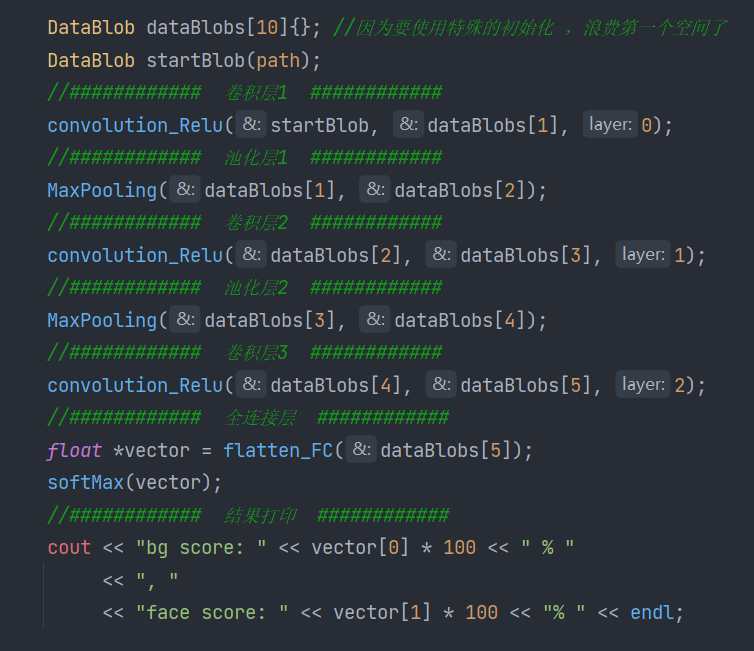 DataBlob dataBlobs[10]{}; //因为要使用特殊的初始化 ，浪费第一个空间了
DataBlob startBlob(path);
//############  卷积层1  ############
convolution_Relu(&: startBlob, &: dataBlobs[1], layer: 0);
//############  池化层1  ############
MaxPooling(&: dataBlobs[1], &: dataBlobs[2]);
//############  卷积层2  ############
convolution_Relu(&: dataBlobs[2], &: dataBlobs[3], layer: 1);
//############  池化层2  ############
MaxPooling(&: dataBlobs[3], &: dataBlobs[4]);
//############  卷积层3  ############
convolution_Relu(&: dataBlobs[4], &: dataBlobs[5], layer: 2);
//############  全连接层  ############
float *vector = flatten_FC(&: dataBlobs[5]);
softMax(vector);
//############  结果打印  ############
cout << "bg score: " << vector[0] * 100 << " % "
     << ", "
     << "face score: " << vector[1] * 100 << "% " << endl;